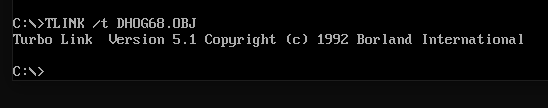 C:\>TLINK /t DHOG68.OBJ
Turbo Link  Version 5.1 Copyright (c) 1992 Borland International
C:\>